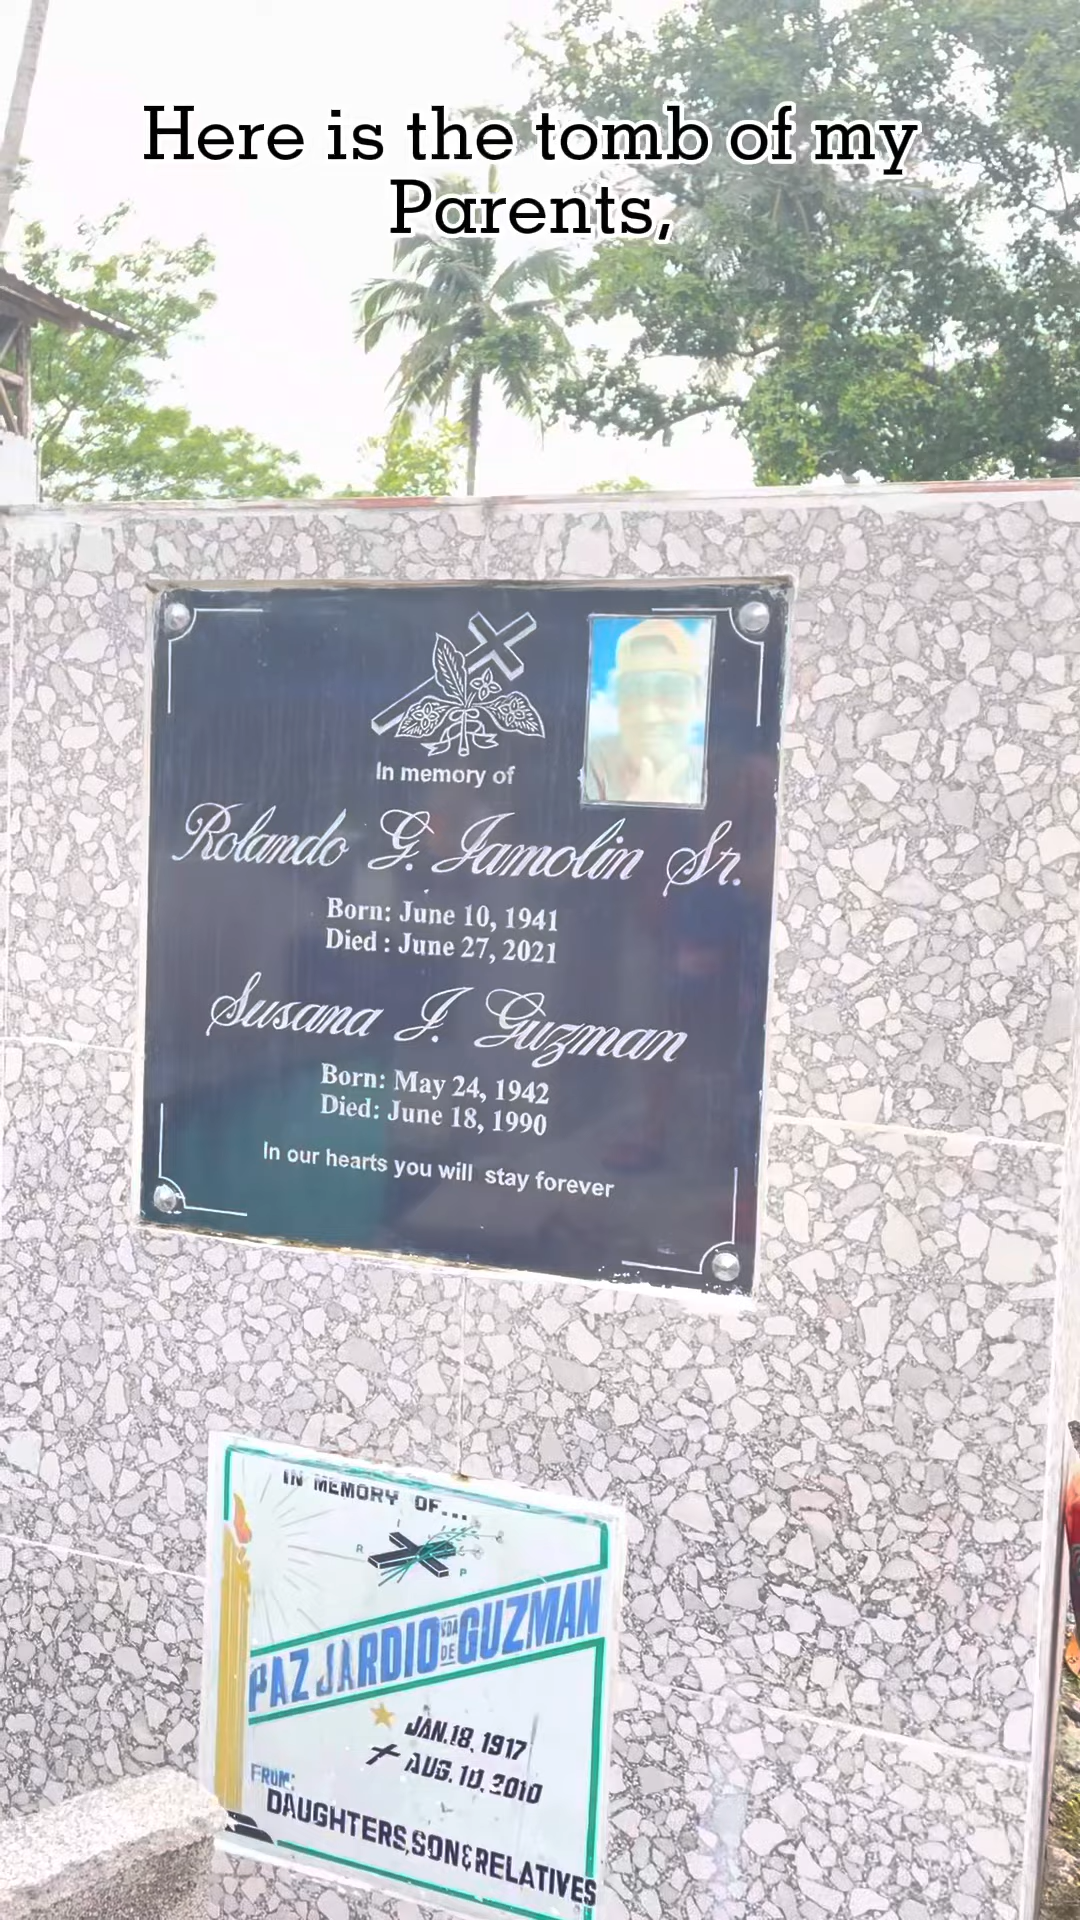 Here is the tomb of my
Parents,
In memory of
Rolando G. Jamolin Sr.
Born: June 10, 1941
Died : June 27, 2021
Susana J. Guzman
Born: May 24, 1942
Died: June 18, 1990
In our hearts you will stay forever
IN MEMORY OF...
R I P
PAZ JARDIO VDA DE GUZMAN
JAN. 18, 1917
AUG. 10, 2010
FROM:
DAUGHTERS, SON & RELATIVES